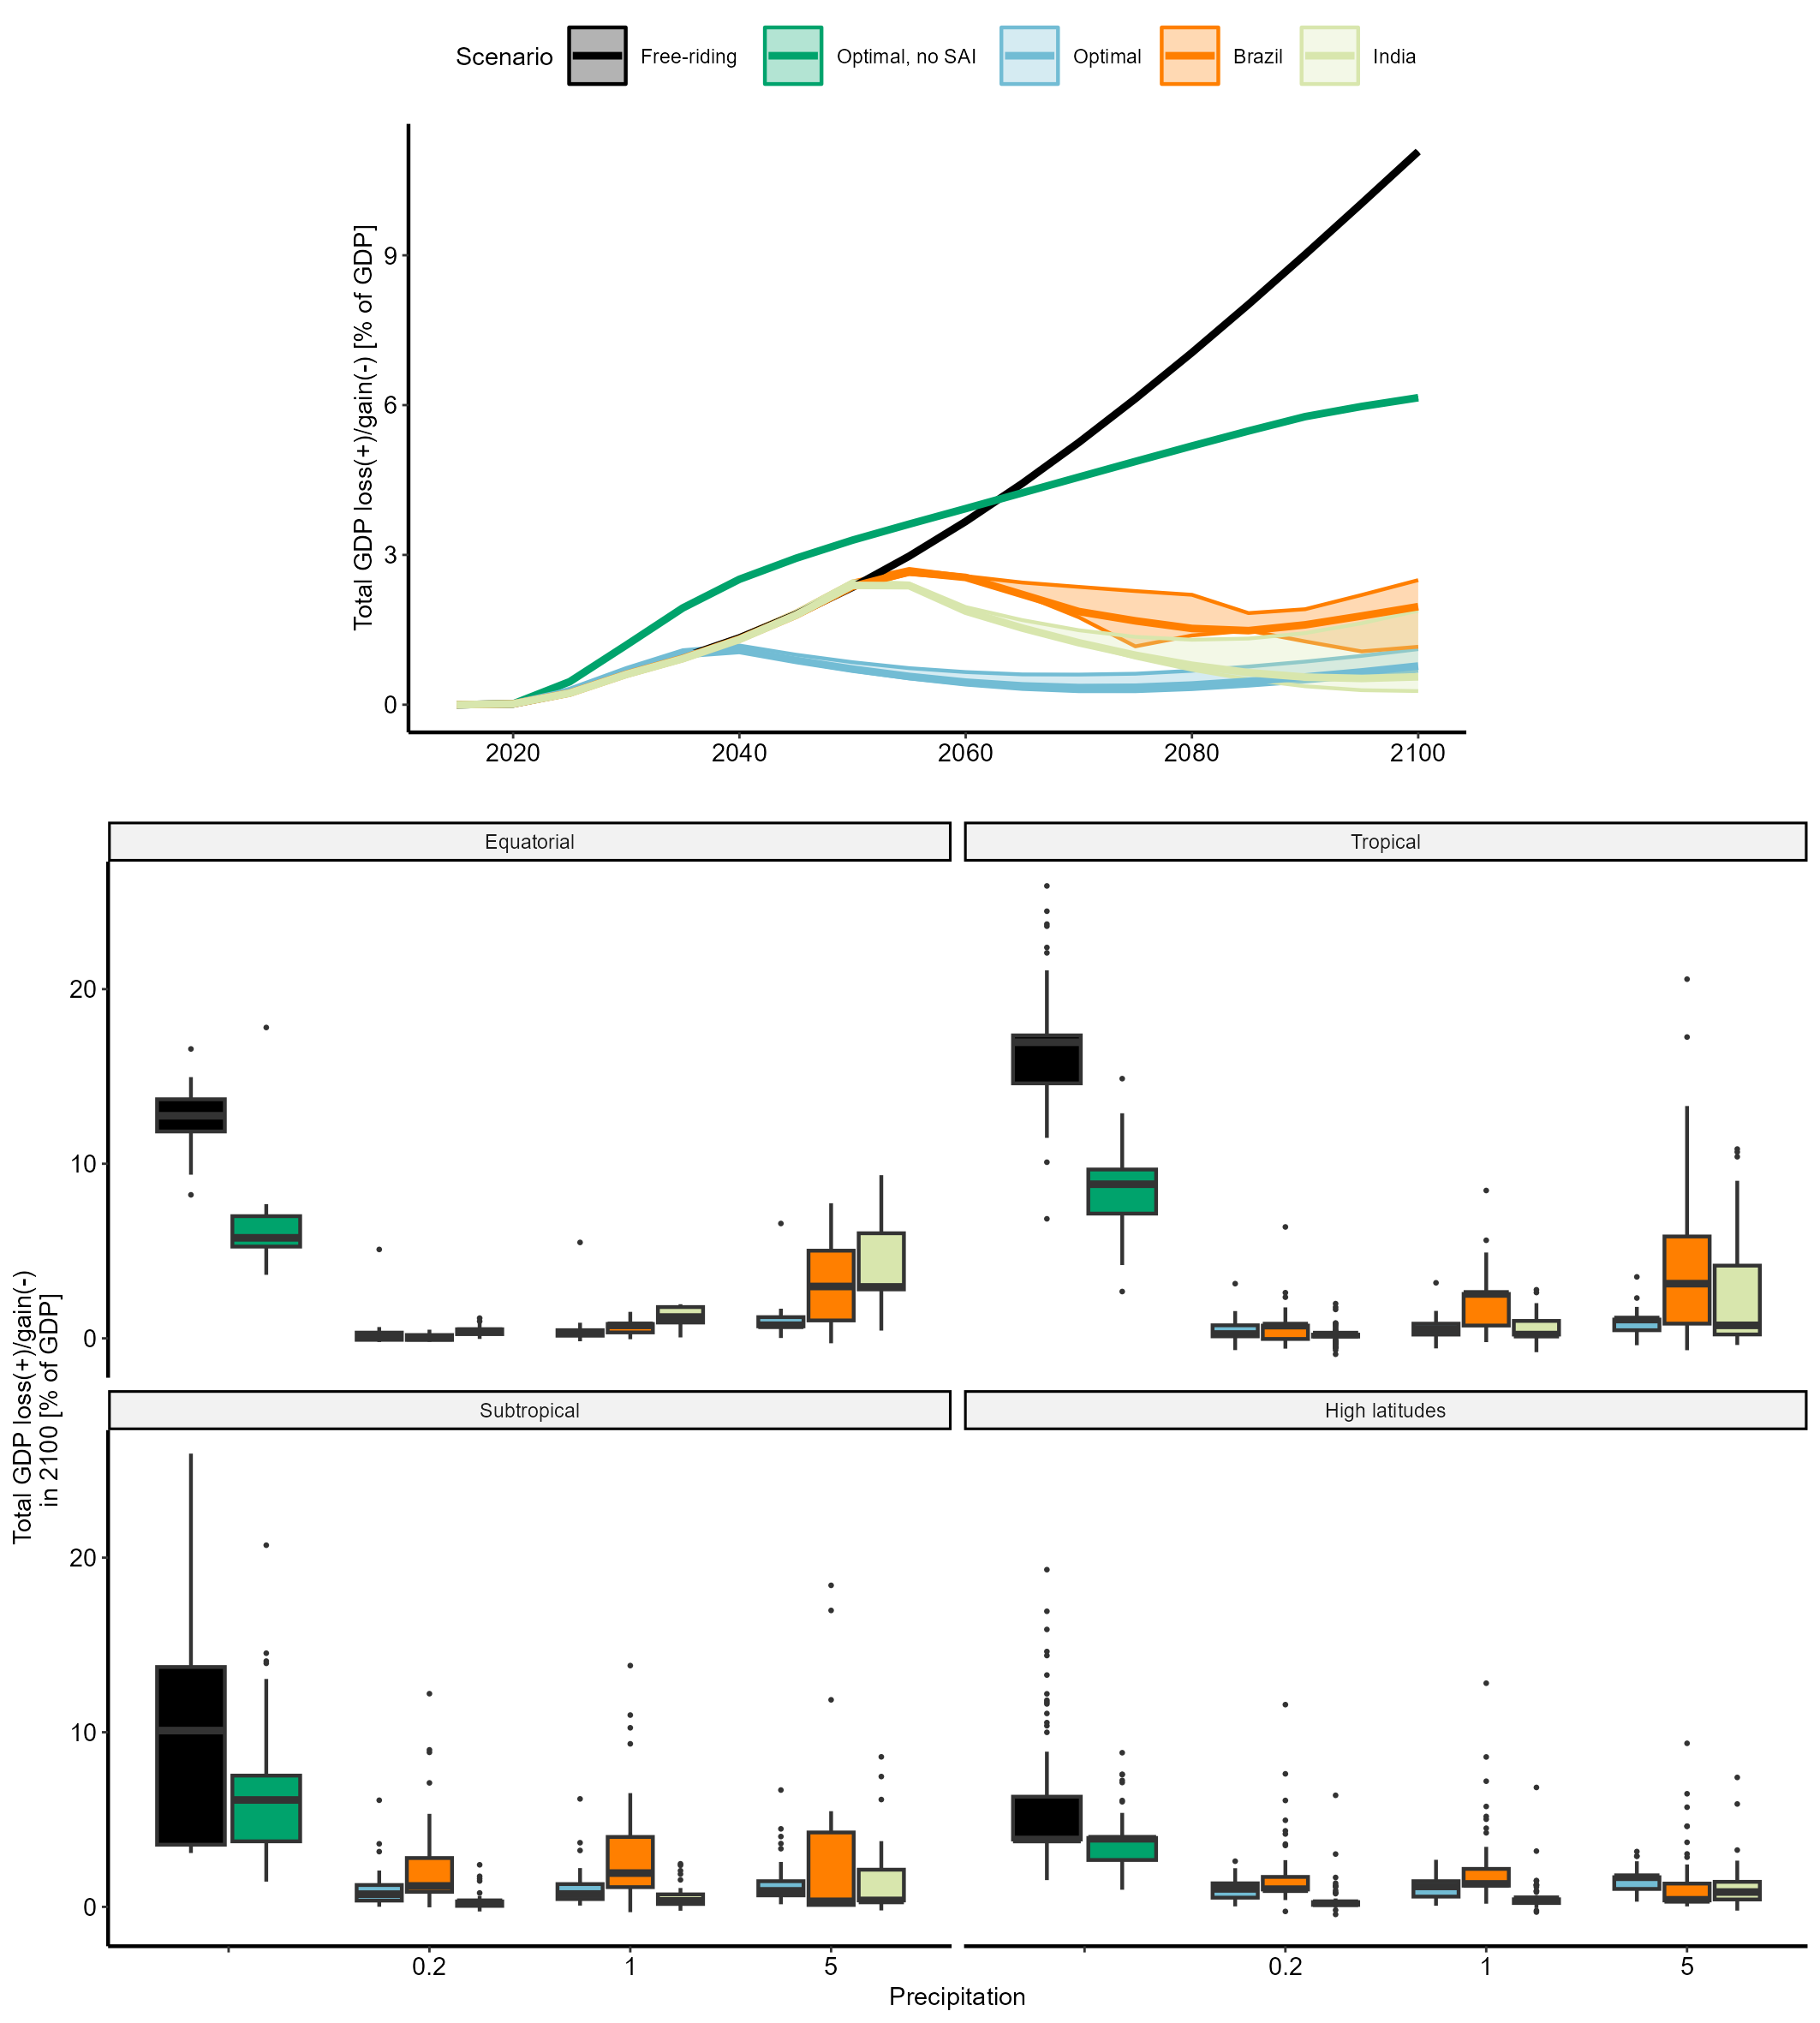 Scenario Free-riding Optimal, no SAI Optimal Brazil India
Total GDP loss(+)/gain(-) [% of GDP]
9
6
3
0
2020 2040 2060 2080 2100
Equatorial Tropical
Total GDP loss(+)/gain(-)
in 2100 [% of GDP]
20
10
0
Subtropical High latitudes
20
10
0
0.2 1 5 0.2 1 5
Precipitation